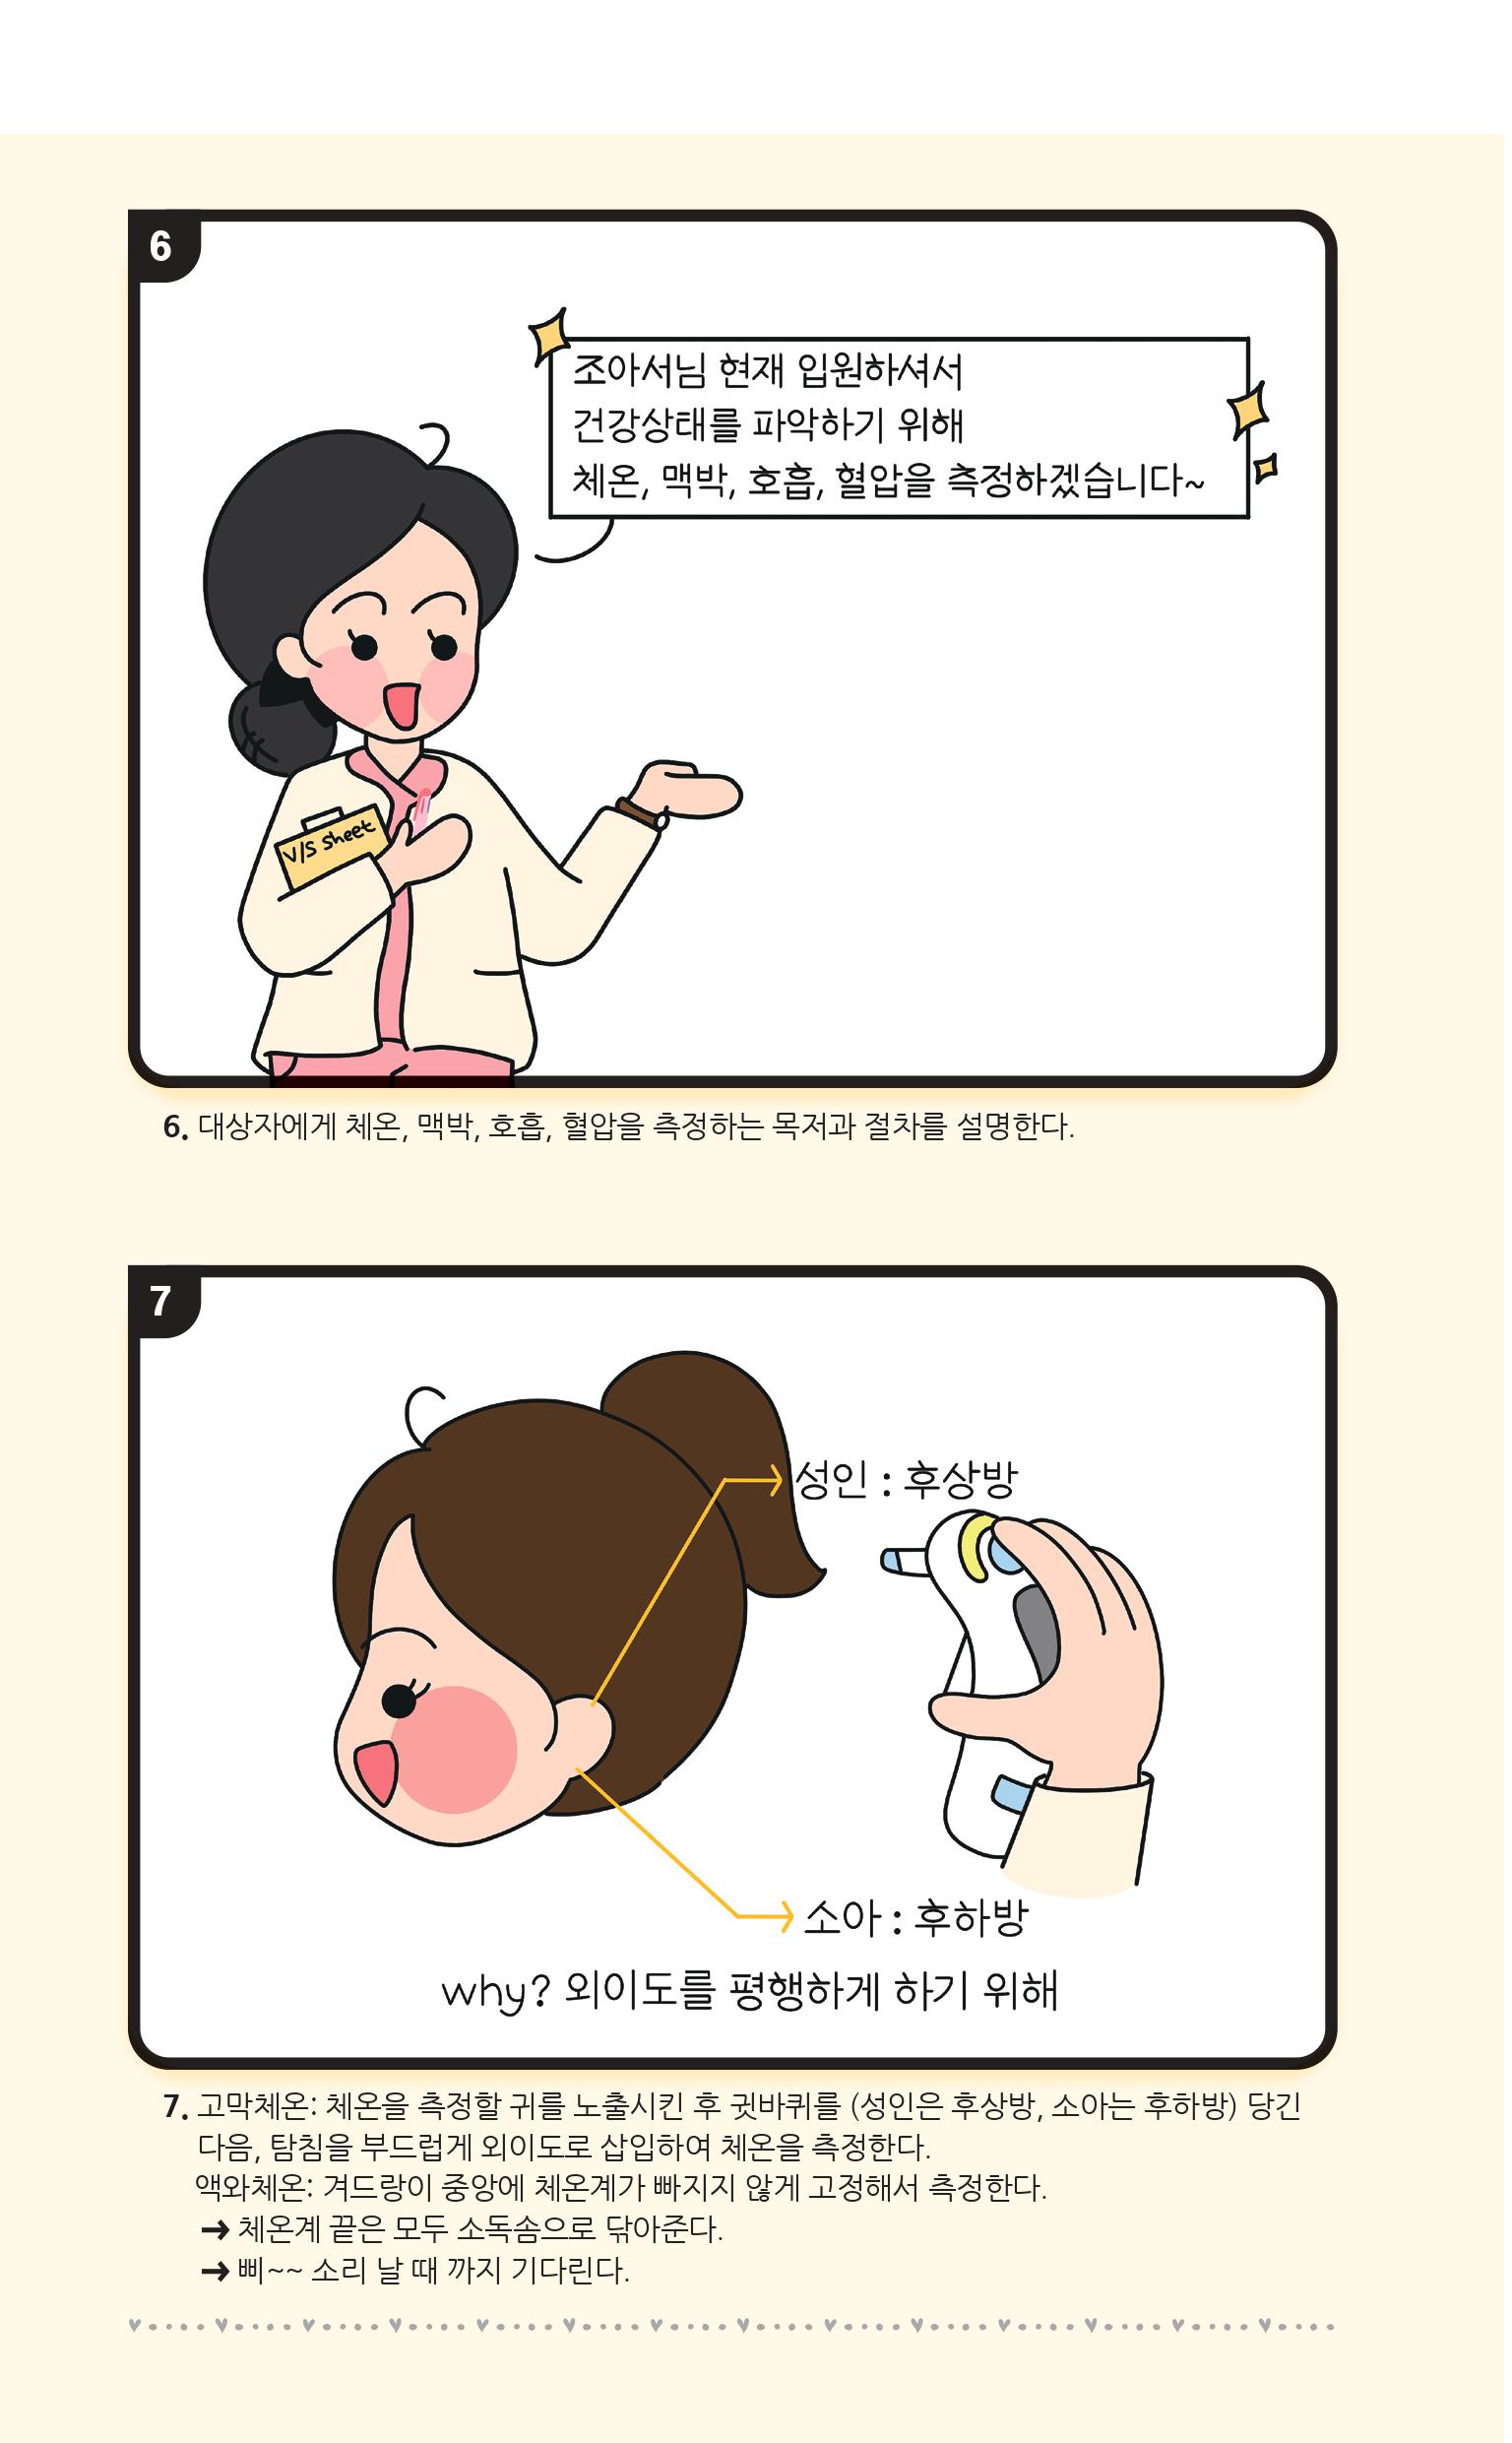 6
조아서님 현재 입원하셔서
건강상태를 파악하기 위해
체온, 맥박, 호흡, 혈압을 측정하겠습니다~
V/S Sheet
6. 대상자에게 체온, 맥박, 호흡, 혈압을 측정하는 목저과 절차를 설명한다.
7
성인 : 후상방
소아 : 후하방
why? 외이도를 평행하게 하기 위해
7. 고막체온: 체온을 측정할 귀를 노출시킨 후 귓바퀴를 (성인은 후상방, 소아는 후하방) 당긴
다음, 탐침을 부드럽게 외이도로 삽입하여 체온을 측정한다.
액와체온: 겨드랑이 중앙에 체온계가 빠지지 않게 고정해서 측정한다.
→ 체온계 끝은 모두 소독솜으로 닦아준다.
→ 삐~~ 소리 날 때 까지 기다린다.